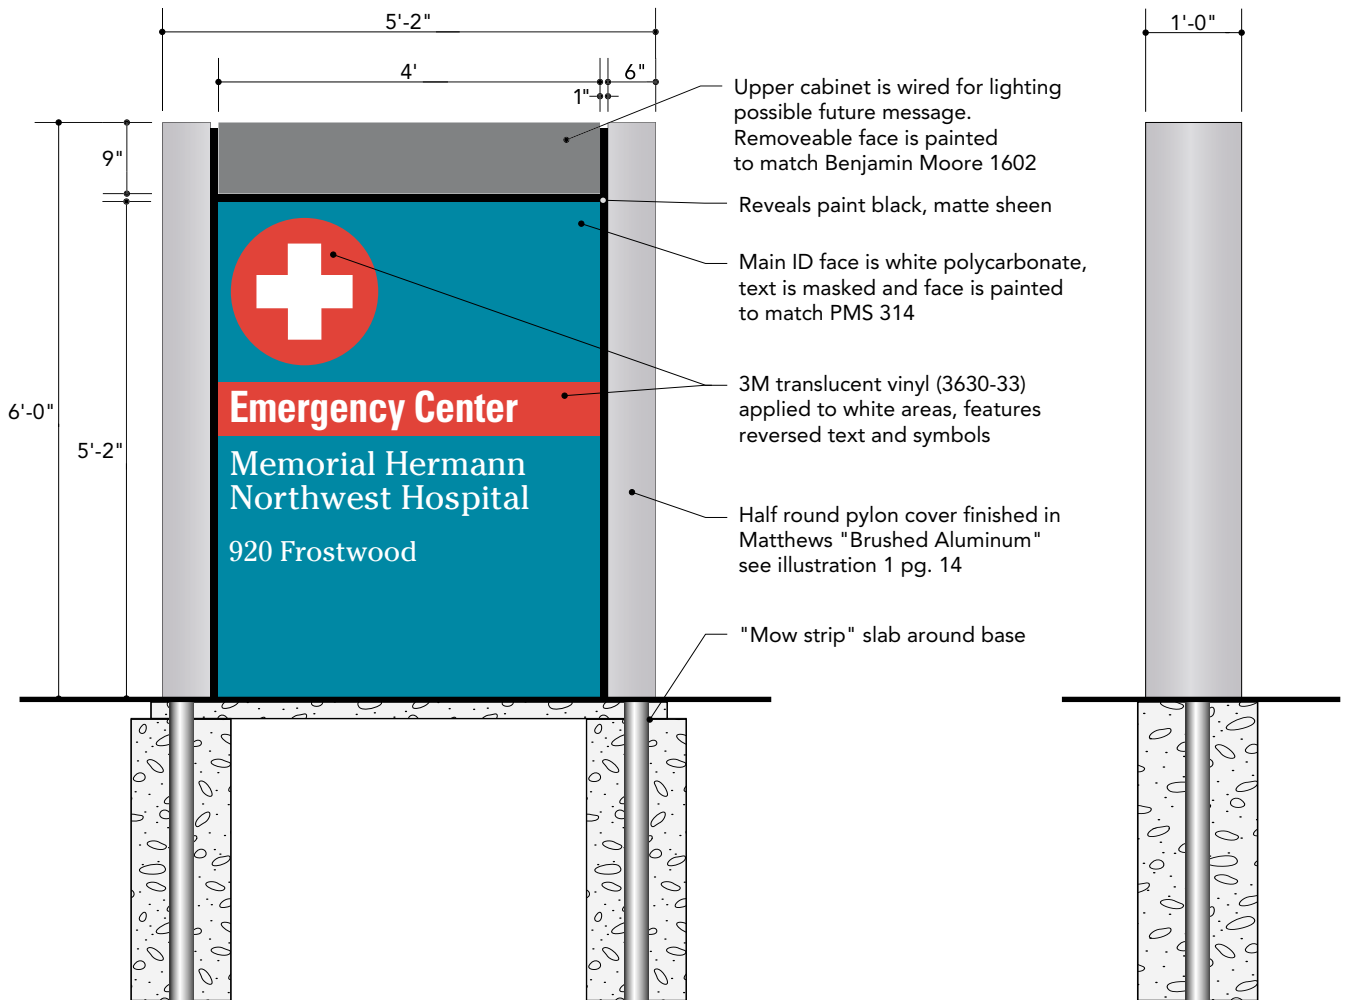 5'-2"
1'-0"
4'
6"
1"
9"
6'-0"
5'-2"
Upper cabinet is wired for lighting
possible future message.
Removeable face is painted
to match Benjamin Moore 1602
Reveals paint black, matte sheen
Main ID face is white polycarbonate,
text is masked and face is painted
to match PMS 314
3M translucent vinyl (3630-33)
applied to white areas, features
reversed text and symbols
Half round pylon cover finished in
Matthews "Brushed Aluminum"
see illustration 1 pg. 14
"Mow strip" slab around base
Emergency Center
Memorial Hermann
Northwest Hospital
920 Frostwood